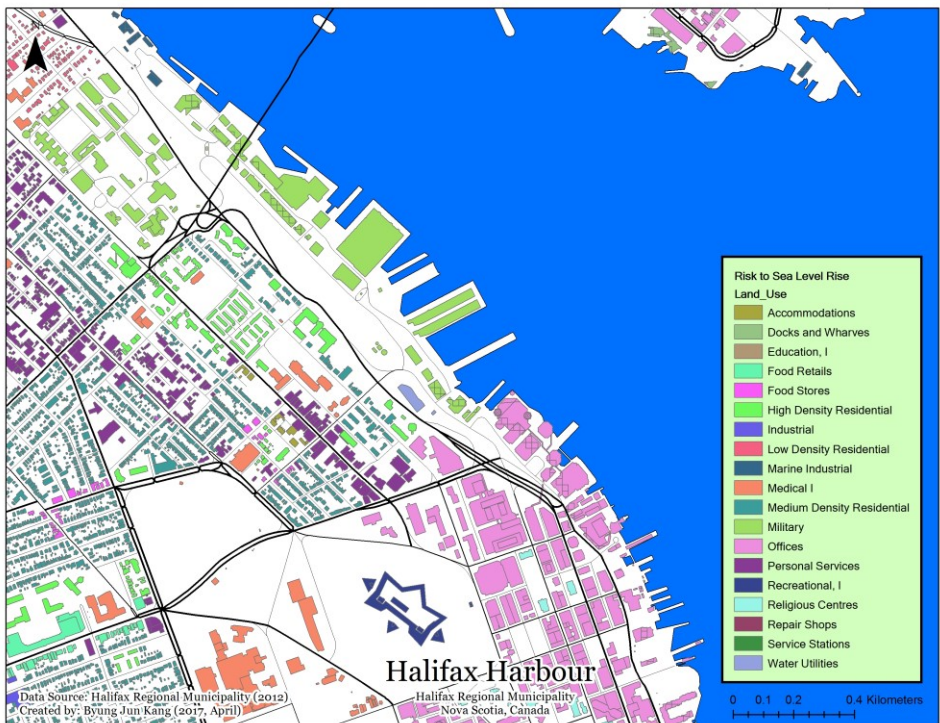 Risk to Sea Level Rise
Land_Use
Accommodations
Docks and Wharves
Education, I
Food Retails
Food Stores
High Density Residential
Industrial
Low Density Residential
Marine Industrial
Medical I
Medium Density Residential
Military
Offices
Personal Services
Recreational, I
Religious Centres
Repair Shops
Service Stations
Water Utilities
Halifax Harbour
Halifax Regional Municipality
Nova Scotia, Canada
Data Source: Halifax Regional Municipality (2012)
Created by: Byung Jun Kang (2017, April)
0 0.1 0.2 0.4 Kilometers